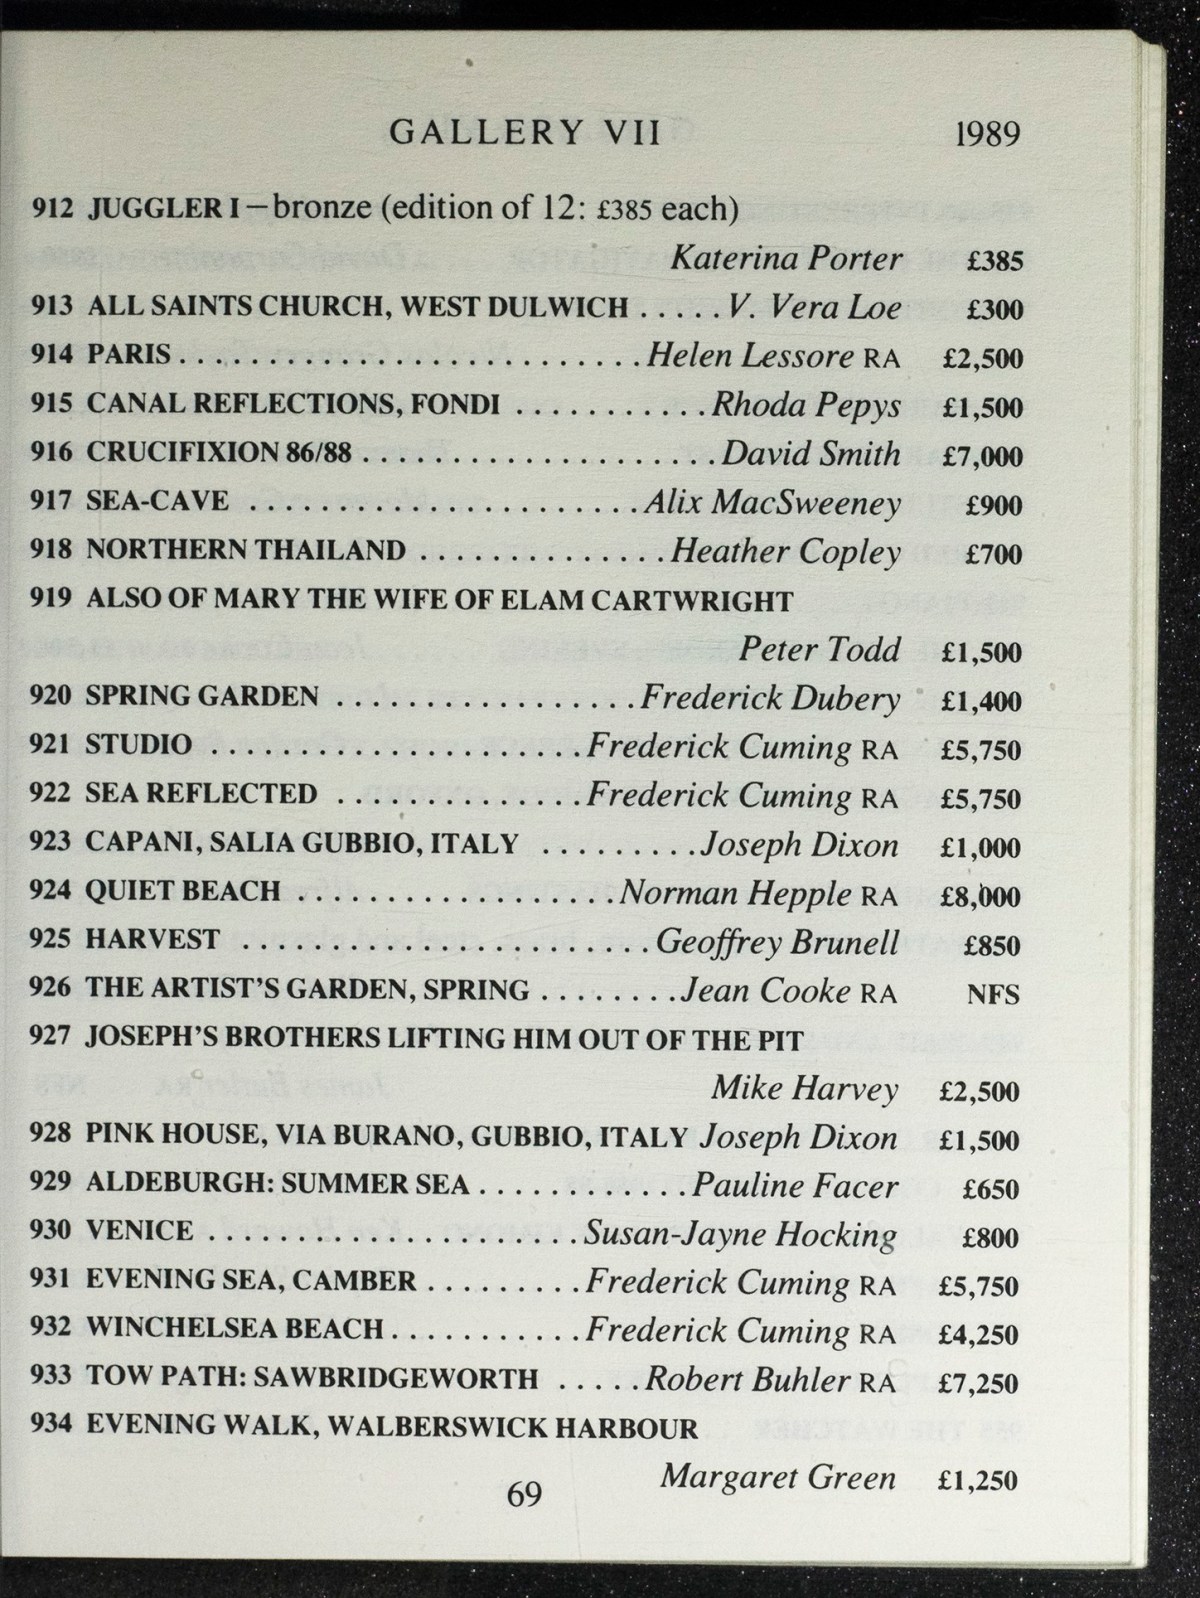 GALLERY VII 1989
912 JUGGLER I—bronze (edition of 12: £385 each)
Katerina Porter £385
913 ALL SAINTS CHURCH, WEST DULWICH . . . . . V. Vera Loe £300
914 PARIS . . . . . . . . . . . . . . . . . . . . . . . . . . Helen Lessore RA £2,500
915 CANAL REFLECTIONS, FONDI . . . . . . . . . . . Rhoda Pepys £1,500
916 CRUCIFIXION 86/88 . . . . . . . . . . . . . . . . . . . . David Smith £7,000
917 SEA-CAVE . . . . . . . . . . . . . . . . . . . . . . Alix MacSweeney £900
918 NORTHERN THAILAND . . . . . . . . . . . . . . Heather Copley £700
919 ALSO OF MARY THE WIFE OF ELAM CARTWRIGHT
Peter Todd £1,500
920 SPRING GARDEN . . . . . . . . . . . . . . . . . Frederick Dubery £1,400
921 STUDIO . . . . . . . . . . . . . . . . . . . . . Frederick Cuming RA £5,750
922 SEA REFLECTED . . . . . . . . . . . . . . Frederick Cuming RA £5,750
923 CAPANI, SALIA GUBBIO, ITALY . . . . . . . . . Joseph Dixon £1,000
924 QUIET BEACH . . . . . . . . . . . . . . . . . . Norman Hepple RA £8,000
925 HARVEST . . . . . . . . . . . . . . . . . . . . . . . Geoffrey Brunell £850
926 THE ARTIST'S GARDEN, SPRING . . . . . . . . Jean Cooke RA NFS
927 JOSEPH'S BROTHERS LIFTING HIM OUT OF THE PIT
Mike Harvey £2,500
928 PINK HOUSE, VIA BURANO, GUBBIO, ITALY Joseph Dixon £1,500
929 ALDEBURGH: SUMMER SEA . . . . . . . . . . . . Pauline Facer £650
930 VENICE . . . . . . . . . . . . . . . . . . . . . Susan-Jayne Hocking £800
931 EVENING SEA, CAMBER . . . . . . . . . Frederick Cuming RA £5,750
932 WINCHELSEA BEACH . . . . . . . . . . . Frederick Cuming RA £4,250
933 TOW PATH: SAWBRIDGEWORTH . . . . . Robert Buhler RA £7,250
934 EVENING WALK, WALBERSWICK HARBOUR
Margaret Green £1,250
69